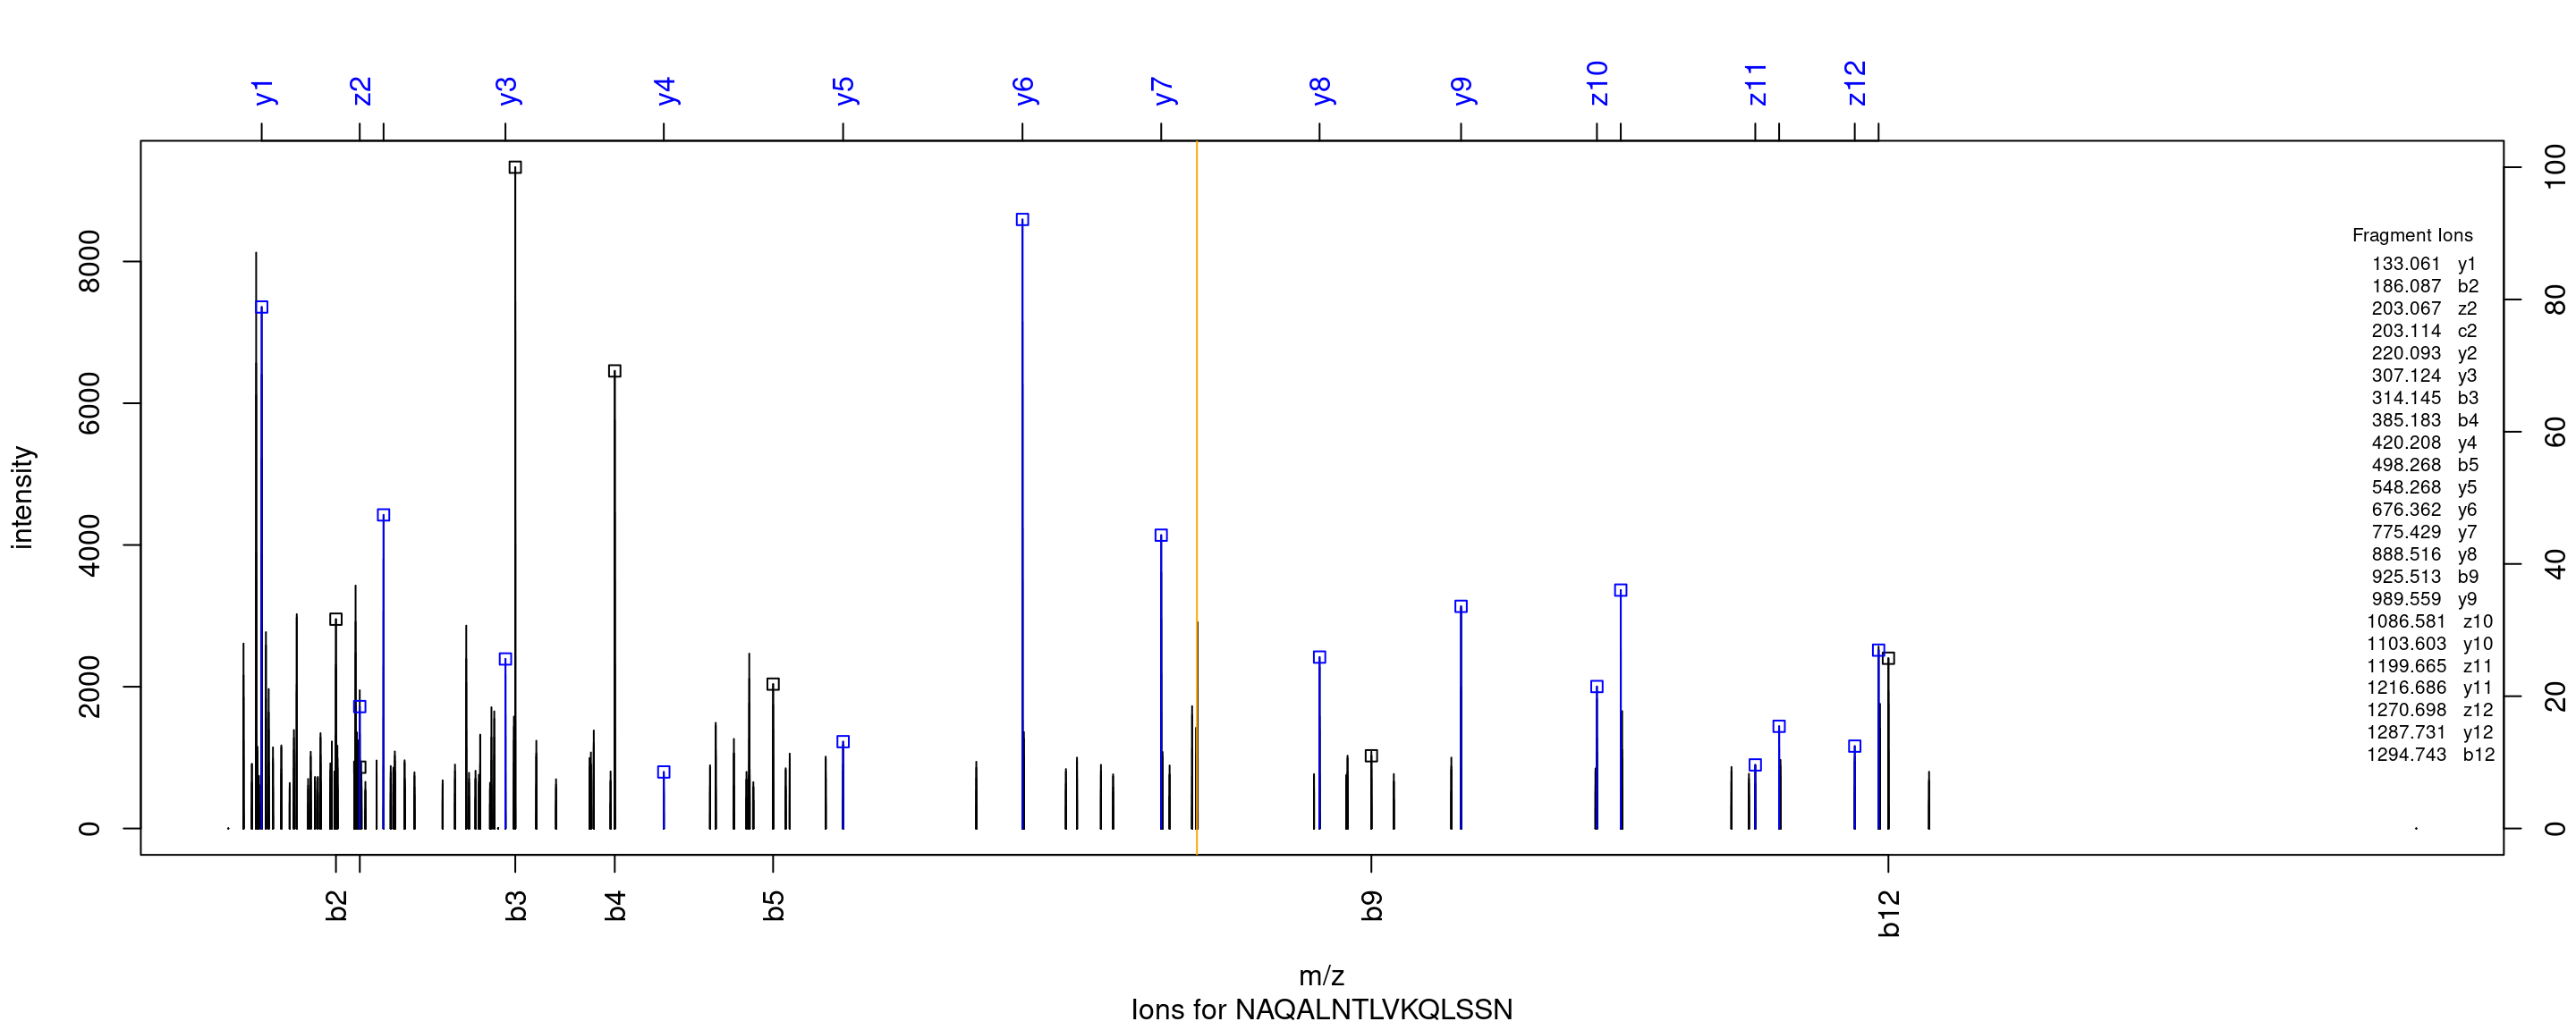 y1 z2 y3 y4 y5 y6 y7 y8 y9 z10 z11 z12
intensity
0 2000 4000 6000 8000
0 20 40 60 80 100
Fragment Ions
133.061 y1
186.087 b2
203.067 z2
203.114 c2
220.093 y2
307.124 y3
314.145 b3
385.183 b4
420.208 y4
498.268 b5
548.268 y5
676.362 y6
775.429 y7
888.516 y8
925.513 b9
989.559 y9
1086.581 z10
1103.603 y10
1199.665 z11
1216.686 y11
1270.698 z12
1287.731 y12
1294.743 b12
b2 b3 b4 b5 b9 b12
m/z
Ions for NAQALNTLVKQLSSN